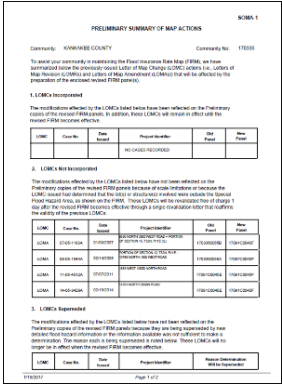 SOMA-1
PRELIMINARY SUMMARY OF MAP ACTIONS
Community: KANKAKEE COUNTY Community No: 170336
To assist your community in maintaining the Flood Insurance Rate Map (FIRM), we have
summarized below the previously issued Letter of Map Change (LOMC) actions (i.e., Letters of
Map Revision (LOMRs) and Letters of Map Amendment (LOMAs)) that will be affected by the
preparation of the enclosed revised FIRM panel(s).
1. LOMCs Incorporated
The modifications effected by the LOMCs listed below have been reflected on the Preliminary
copies of the revised FIRM panels. In addition, these LOMCs will remain in effect until the
revised FIRM becomes effective.
LOMC Case No. Date Issued Project Identifier Old Panel New Panel
NO CASES RECORDED
2. LOMCs Not Incorporated
The modifications effected by the LOMCs listed below have not been reflected on the
Preliminary copies of the revised FIRM panels because of scale limitations or because the
LOMC issued had determined that the lot(s) or structure(s) involved were outside the Special
Flood Hazard Area, as shown on the FIRM. These LOMCs will be revalidated free of charge 1
day after the revised FIRM becomes effective through a single revalidation letter that reaffirms
the validity of the previous LOMCs.
LOMC Case No. Date Issued Project Identifier Old Panel New Panel
LOMA
LOMA
LOMA
LOMA
3. LOMCs Superseded
The modifications effected by the LOMCs listed below have not been reflected on the
Preliminary copies of the revised FIRM panels because they are being superseded by new
detailed flood hazard information or the information available was not sufficient to make a
determination. The reason each is being superseded is noted below. These LOMCs will no
longer be in effect when the revised FIRM becomes effective.
LOMC Case No. Date Issued Project Identifier Reason Determination Will be Superseded
Page 1 of 2